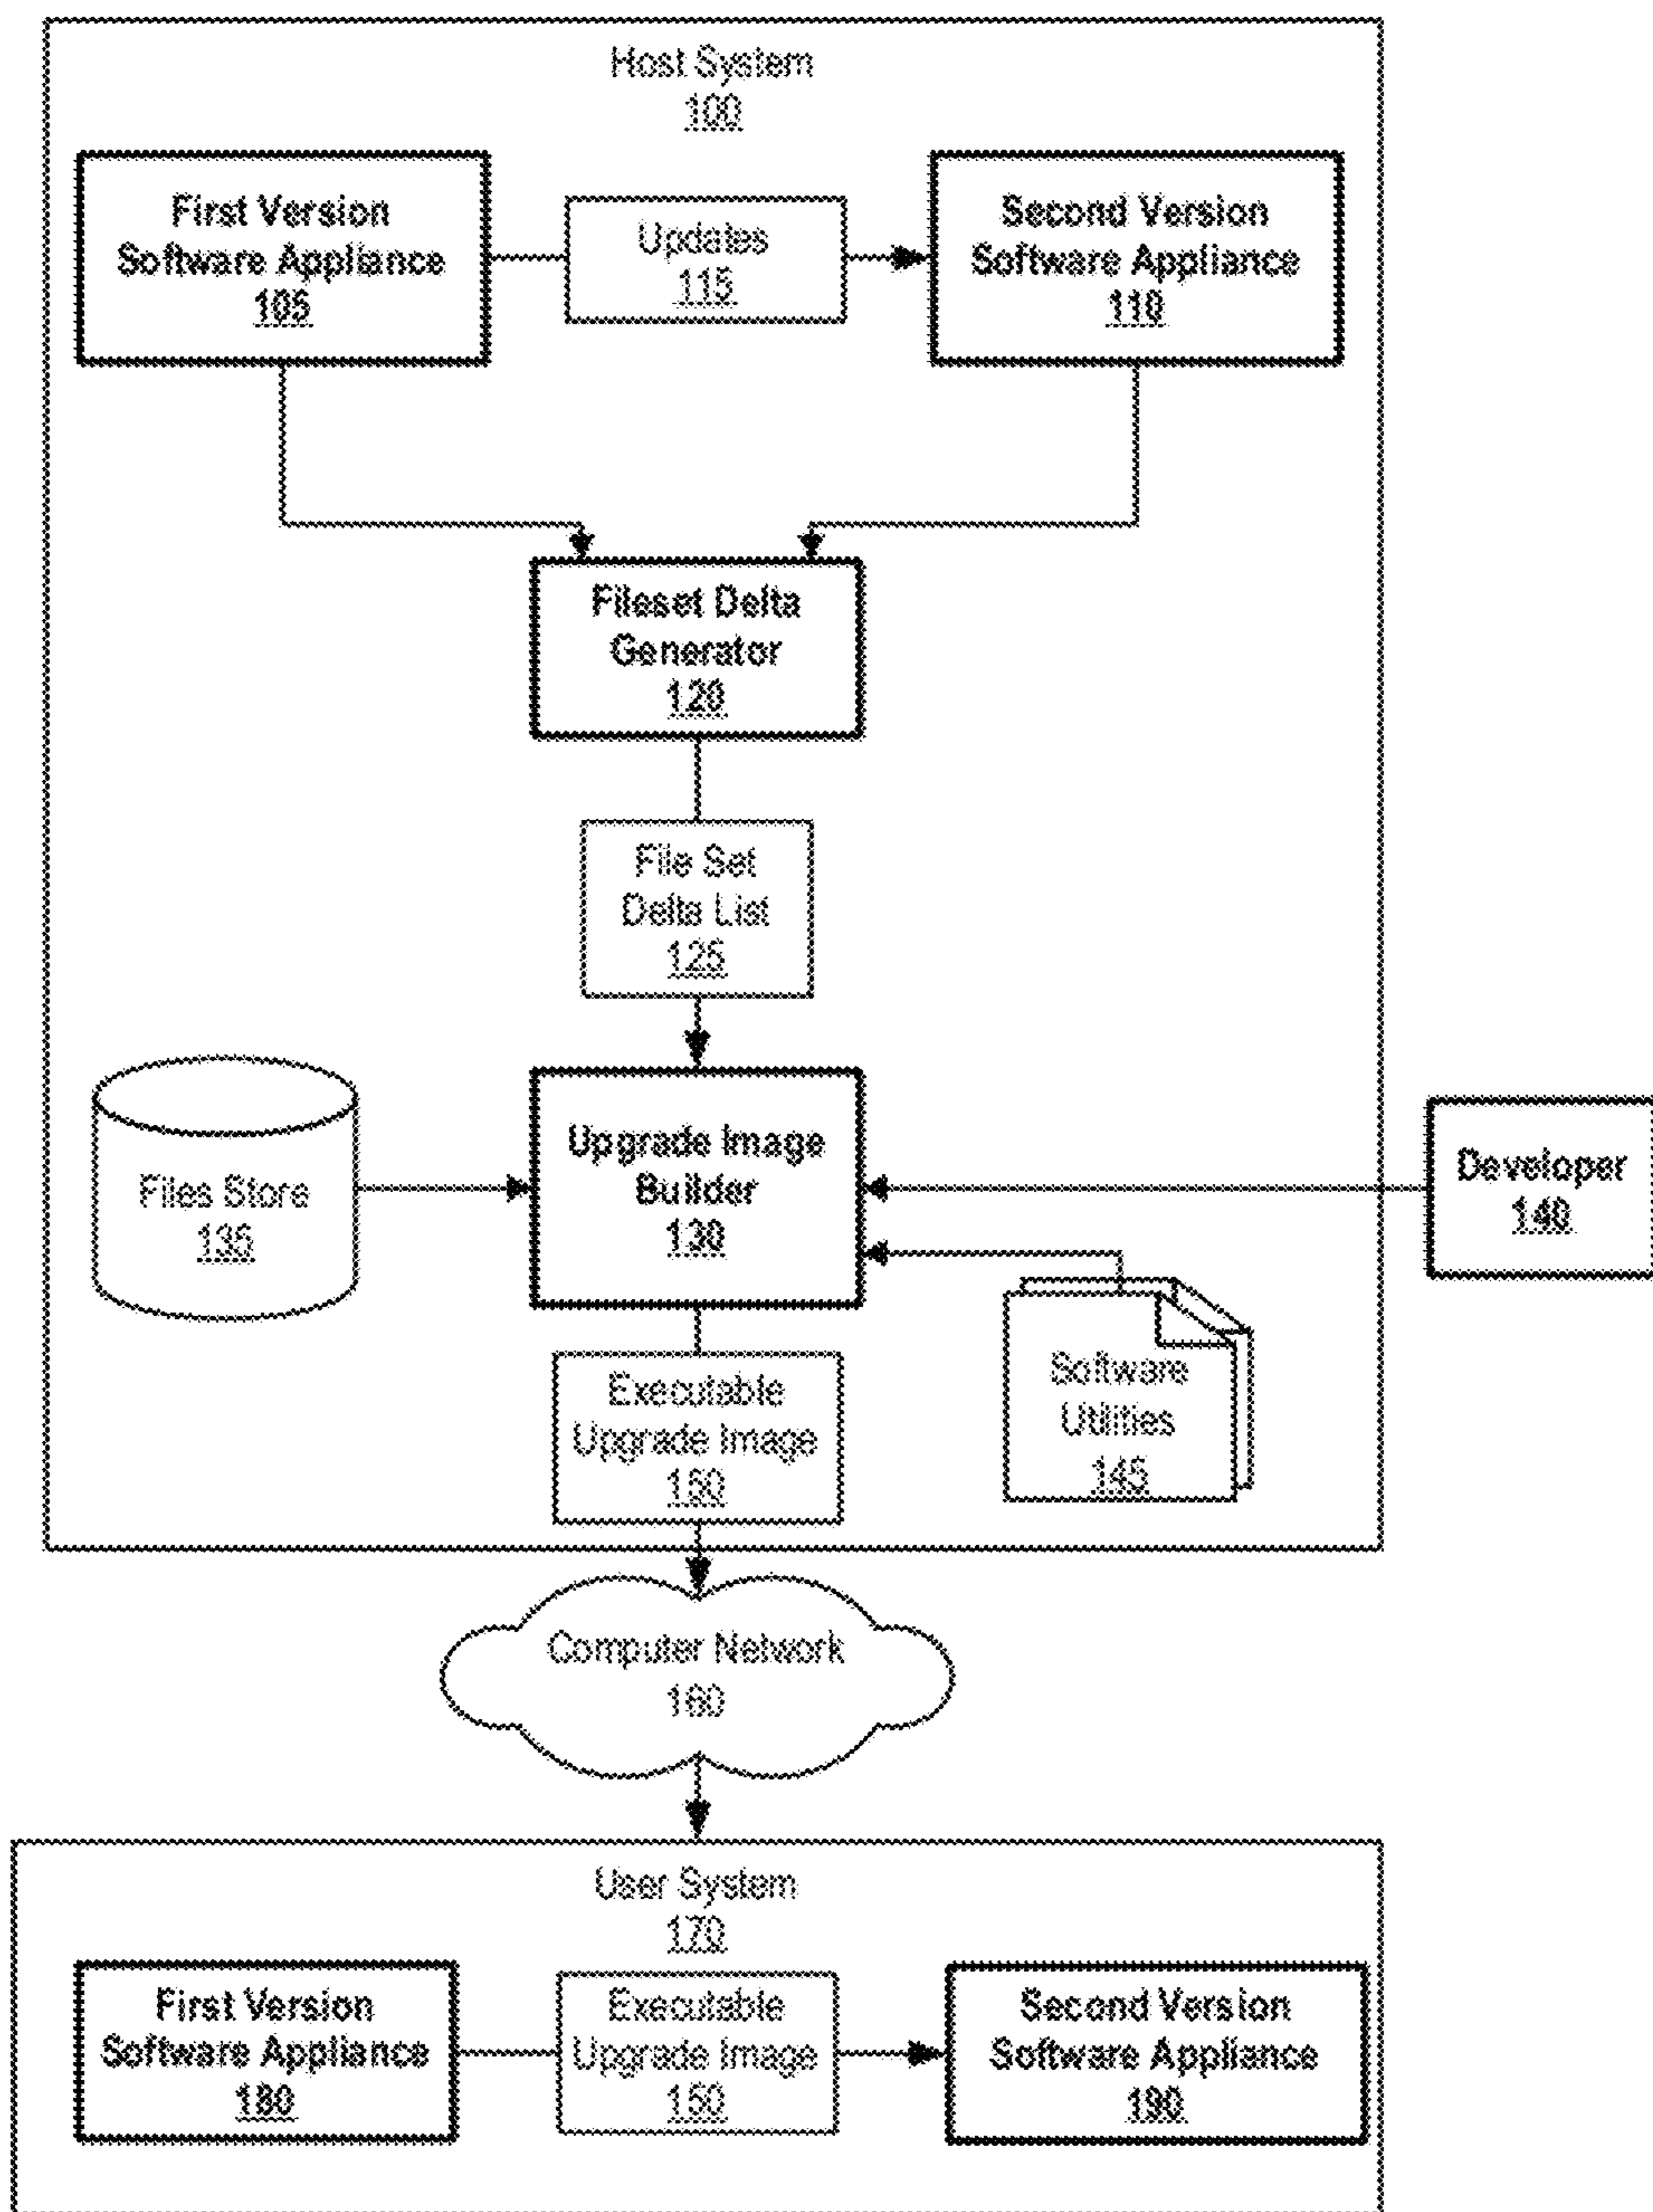 Host System
100
First Version
Software Appliance
105
Updates
115
Second Version
Software Appliance
110
Fileset Delta
Generator
120
File Set
Delta List
125
Files Store
135
Upgrade Image
Builder
130
Developer
140
Software
Utilities
145
Executable
Upgrade Image
150
Computer Network
160
User System
170
First Version
Software Appliance
180
Executable
Upgrade Image
150
Second Version
Software Appliance
190